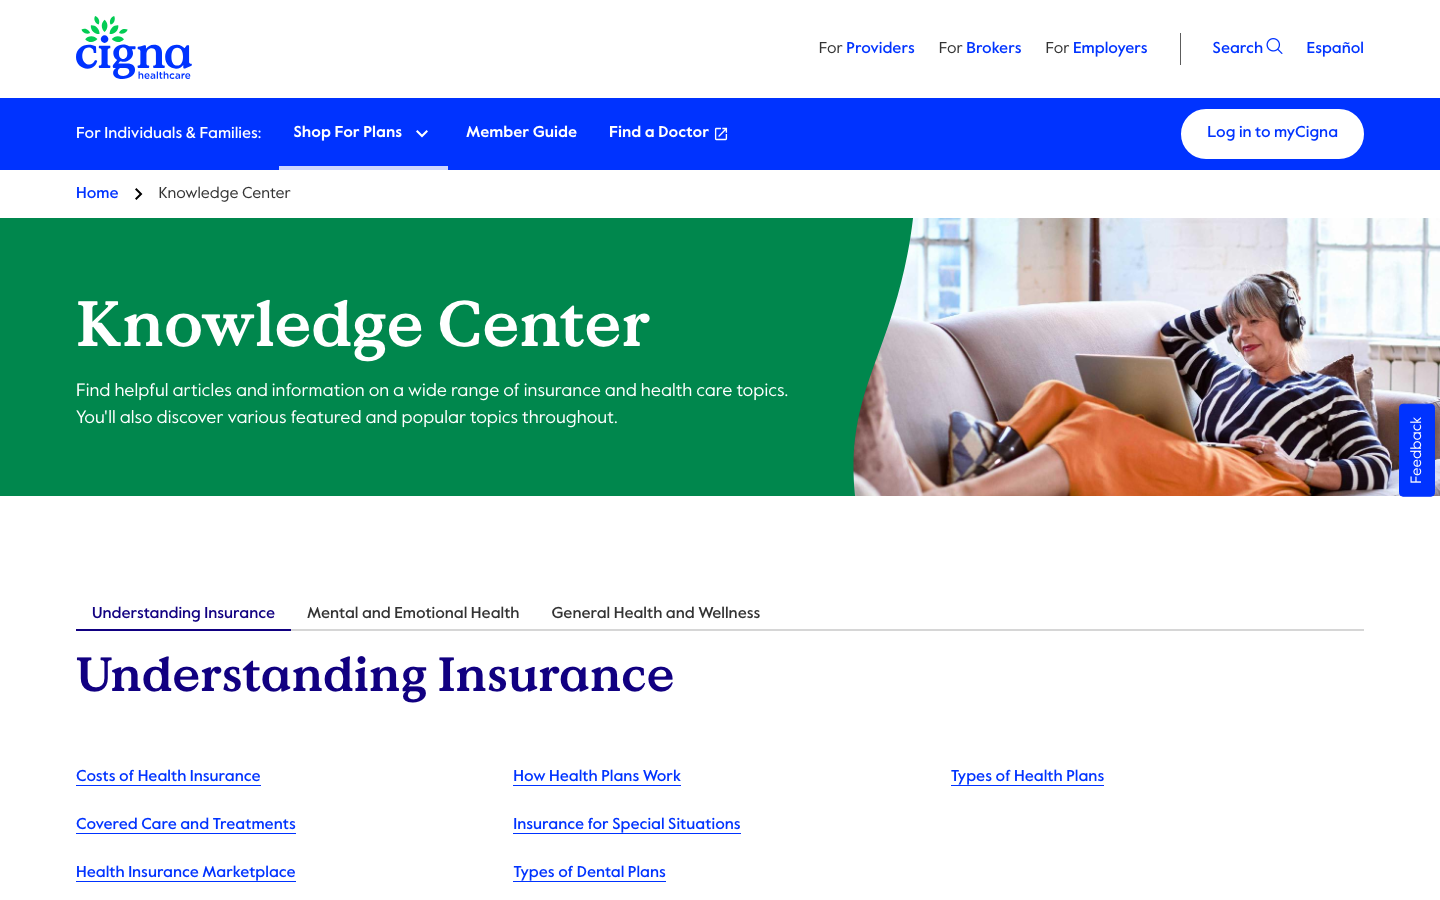 cigna
healthcare
For Providers
For Brokers
For Employers
Search
Español
For Individuals & Families:
Shop For Plans
Member Guide
Find a Doctor
Log in to myCigna
Home
Knowledge Center
Knowledge Center
Find helpful articles and information on a wide range of insurance and health care topics.
You'll also discover various featured and popular topics throughout.
Feedback
Understanding Insurance
Mental and Emotional Health
General Health and Wellness
Understanding Insurance
Costs of Health Insurance
How Health Plans Work
Types of Health Plans
Covered Care and Treatments
Insurance for Special Situations
Health Insurance Marketplace
Types of Dental Plans